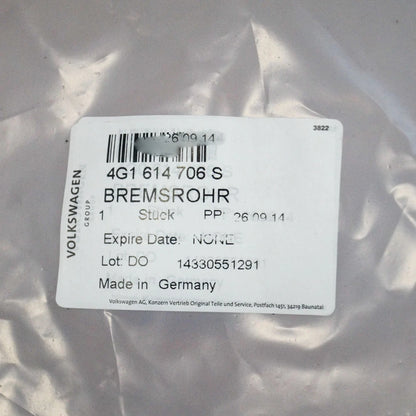 3822
26 09 14
4G1 614 706 S
BREMSROHR
1 Stück PP: 26 09 14
Expire Date: NONE
Lot: DO 14330551291
Made in Germany
Volkswagen AG, Konzern Vertrieb Original Teile und Service, Postfach 1451, 34219 Baunatal
VOLKSWAGEN
GROUP